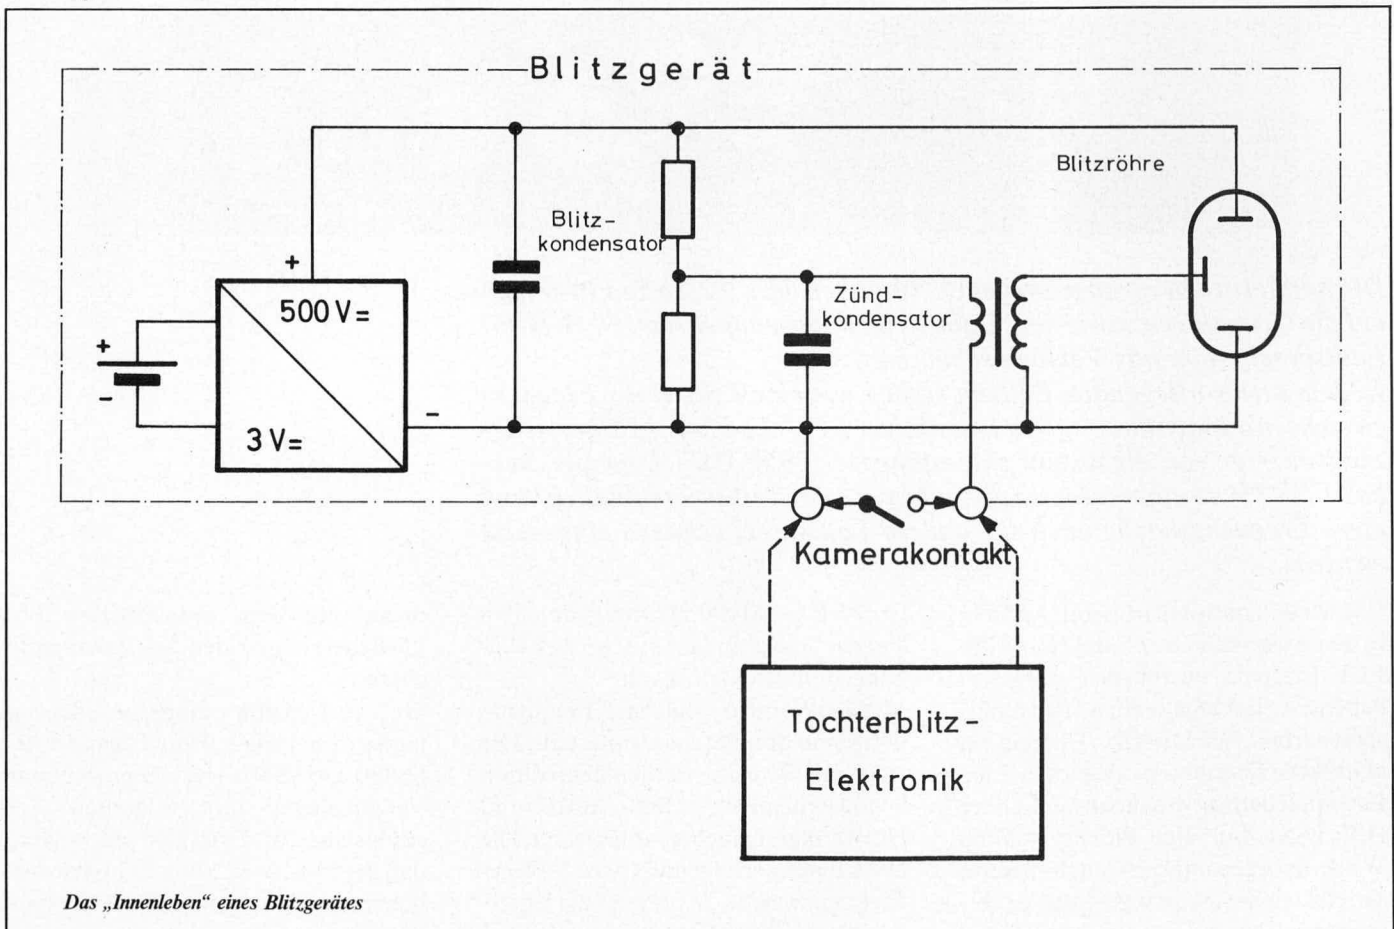 Blitzgerät
Blitzröhre
Blitz-
kondensator
+
500 V=
Zünd-
kondensator
+
-
3 V=
-
Kamerakontakt
Tochterblitz-
Elektronik
Das „Innenleben“ eines Blitzgerätes